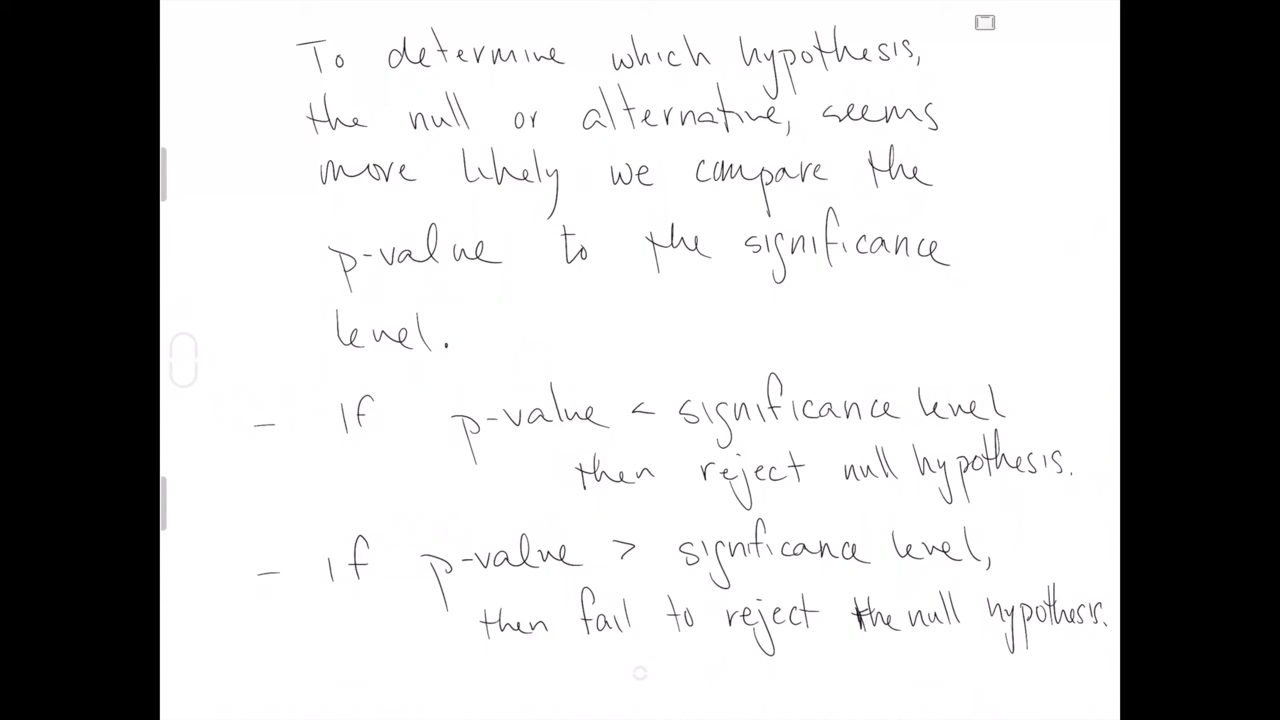 To determine which hypothesis,
the null or alternative, seems
more likely we compare the
p-value to the significance
level.
- If p-value < significance level
then reject null hypothesis.
- if p-value > significance level,
then fail to reject the null hypothesis.